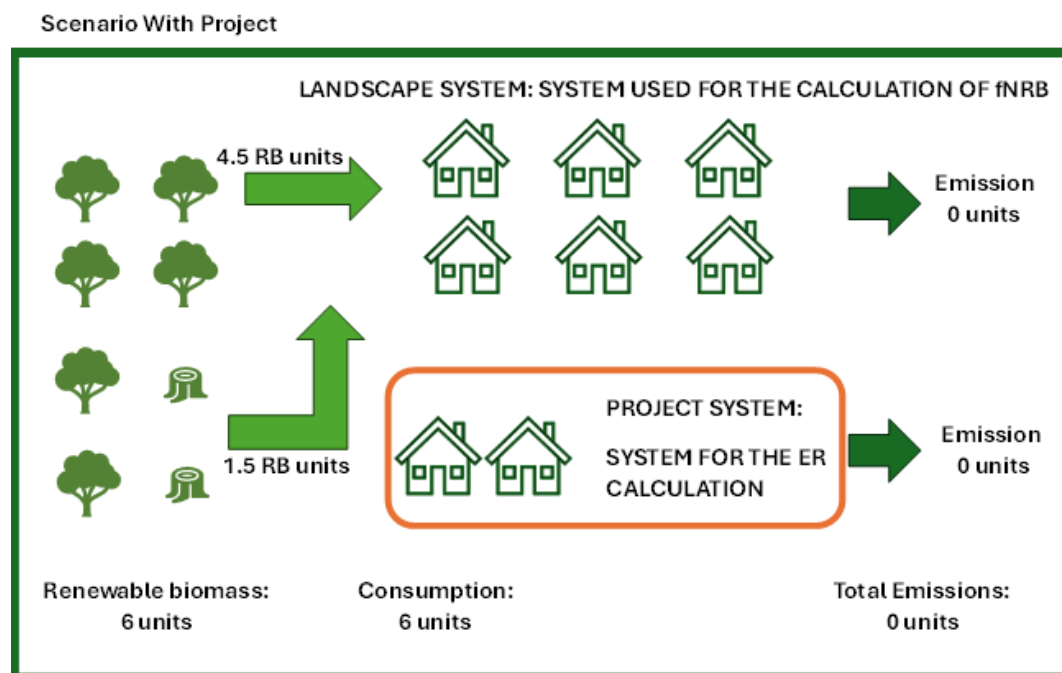 Scenario With Project
LANDSCAPE SYSTEM: SYSTEM USED FOR THE CALCULATION OF fNRB
4.5 RB units
Emission
0 units
1.5 RB units
PROJECT SYSTEM:
SYSTEM FOR THE ER
CALCULATION
Emission
0 units
Renewable biomass:
6 units
Consumption:
6 units
Total Emissions:
0 units